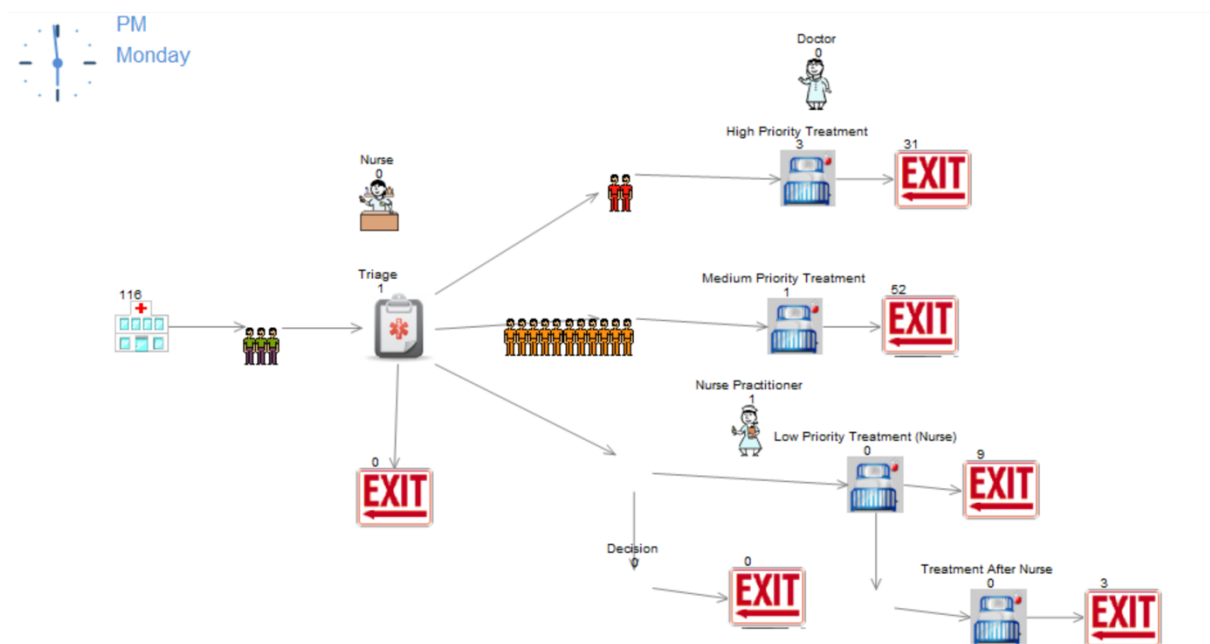 PM
Monday
Doctor
0
High Priority Treatment
3
31
EXIT
Nurse
0
Triage
1
116
Medium Priority Treatment
1
52
EXIT
Nurse Practitioner
1
Low Priority Treatment (Nurse)
0
9
EXIT
0
EXIT
Decision
0
0
EXIT
Treatment After Nurse
0
3
EXIT